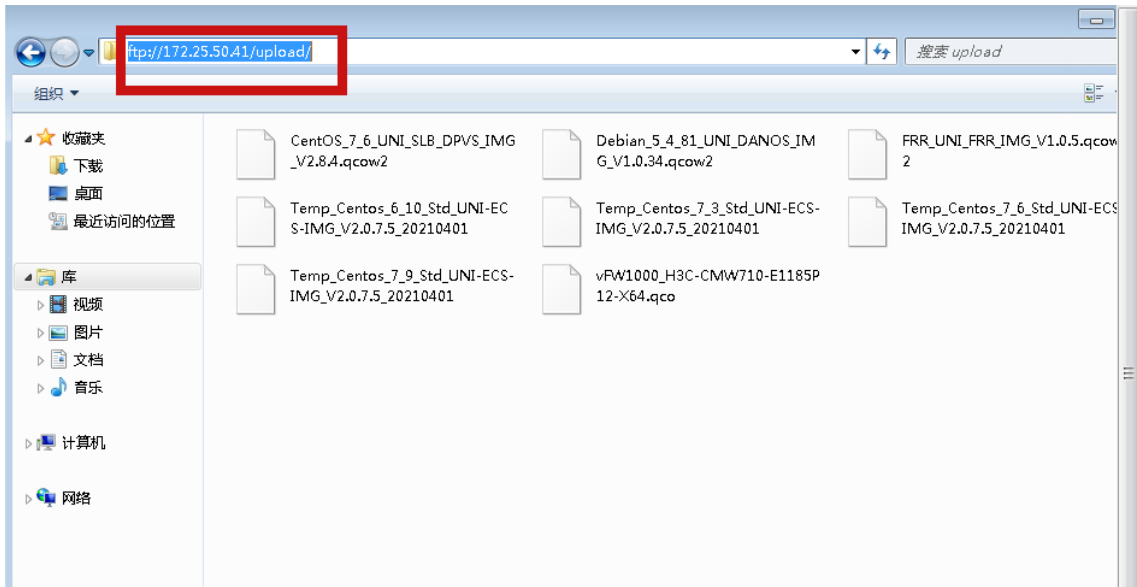 ftp://172.25.50.41/upload/
搜索 upload
组织
收藏夹
下载
桌面
最近访问的位置
库
视频
图片
文档
音乐
计算机
网络
CentOS_7_6_UNI_SLB_DPVS_IMG
_V2.8.4.qcow2
Debian_5_4_81_UNI_DANOS_IM
G_V1.0.34.qcow2
FRR_UNI_FRR_IMG_V1.0.5.qcow
2
Temp_Centos_6_10_Std_UNI-EC
S-IMG_V2.0.7.5_20210401
Temp_Centos_7_3_Std_UNI-ECS-
IMG_V2.0.7.5_20210401
Temp_Centos_7_6_Std_UNI-ECS
IMG_V2.0.7.5_20210401
Temp_Centos_7_9_Std_UNI-ECS-
IMG_V2.0.7.5_20210401
vFW1000_H3C-CMW710-E1185P
12-X64.qco